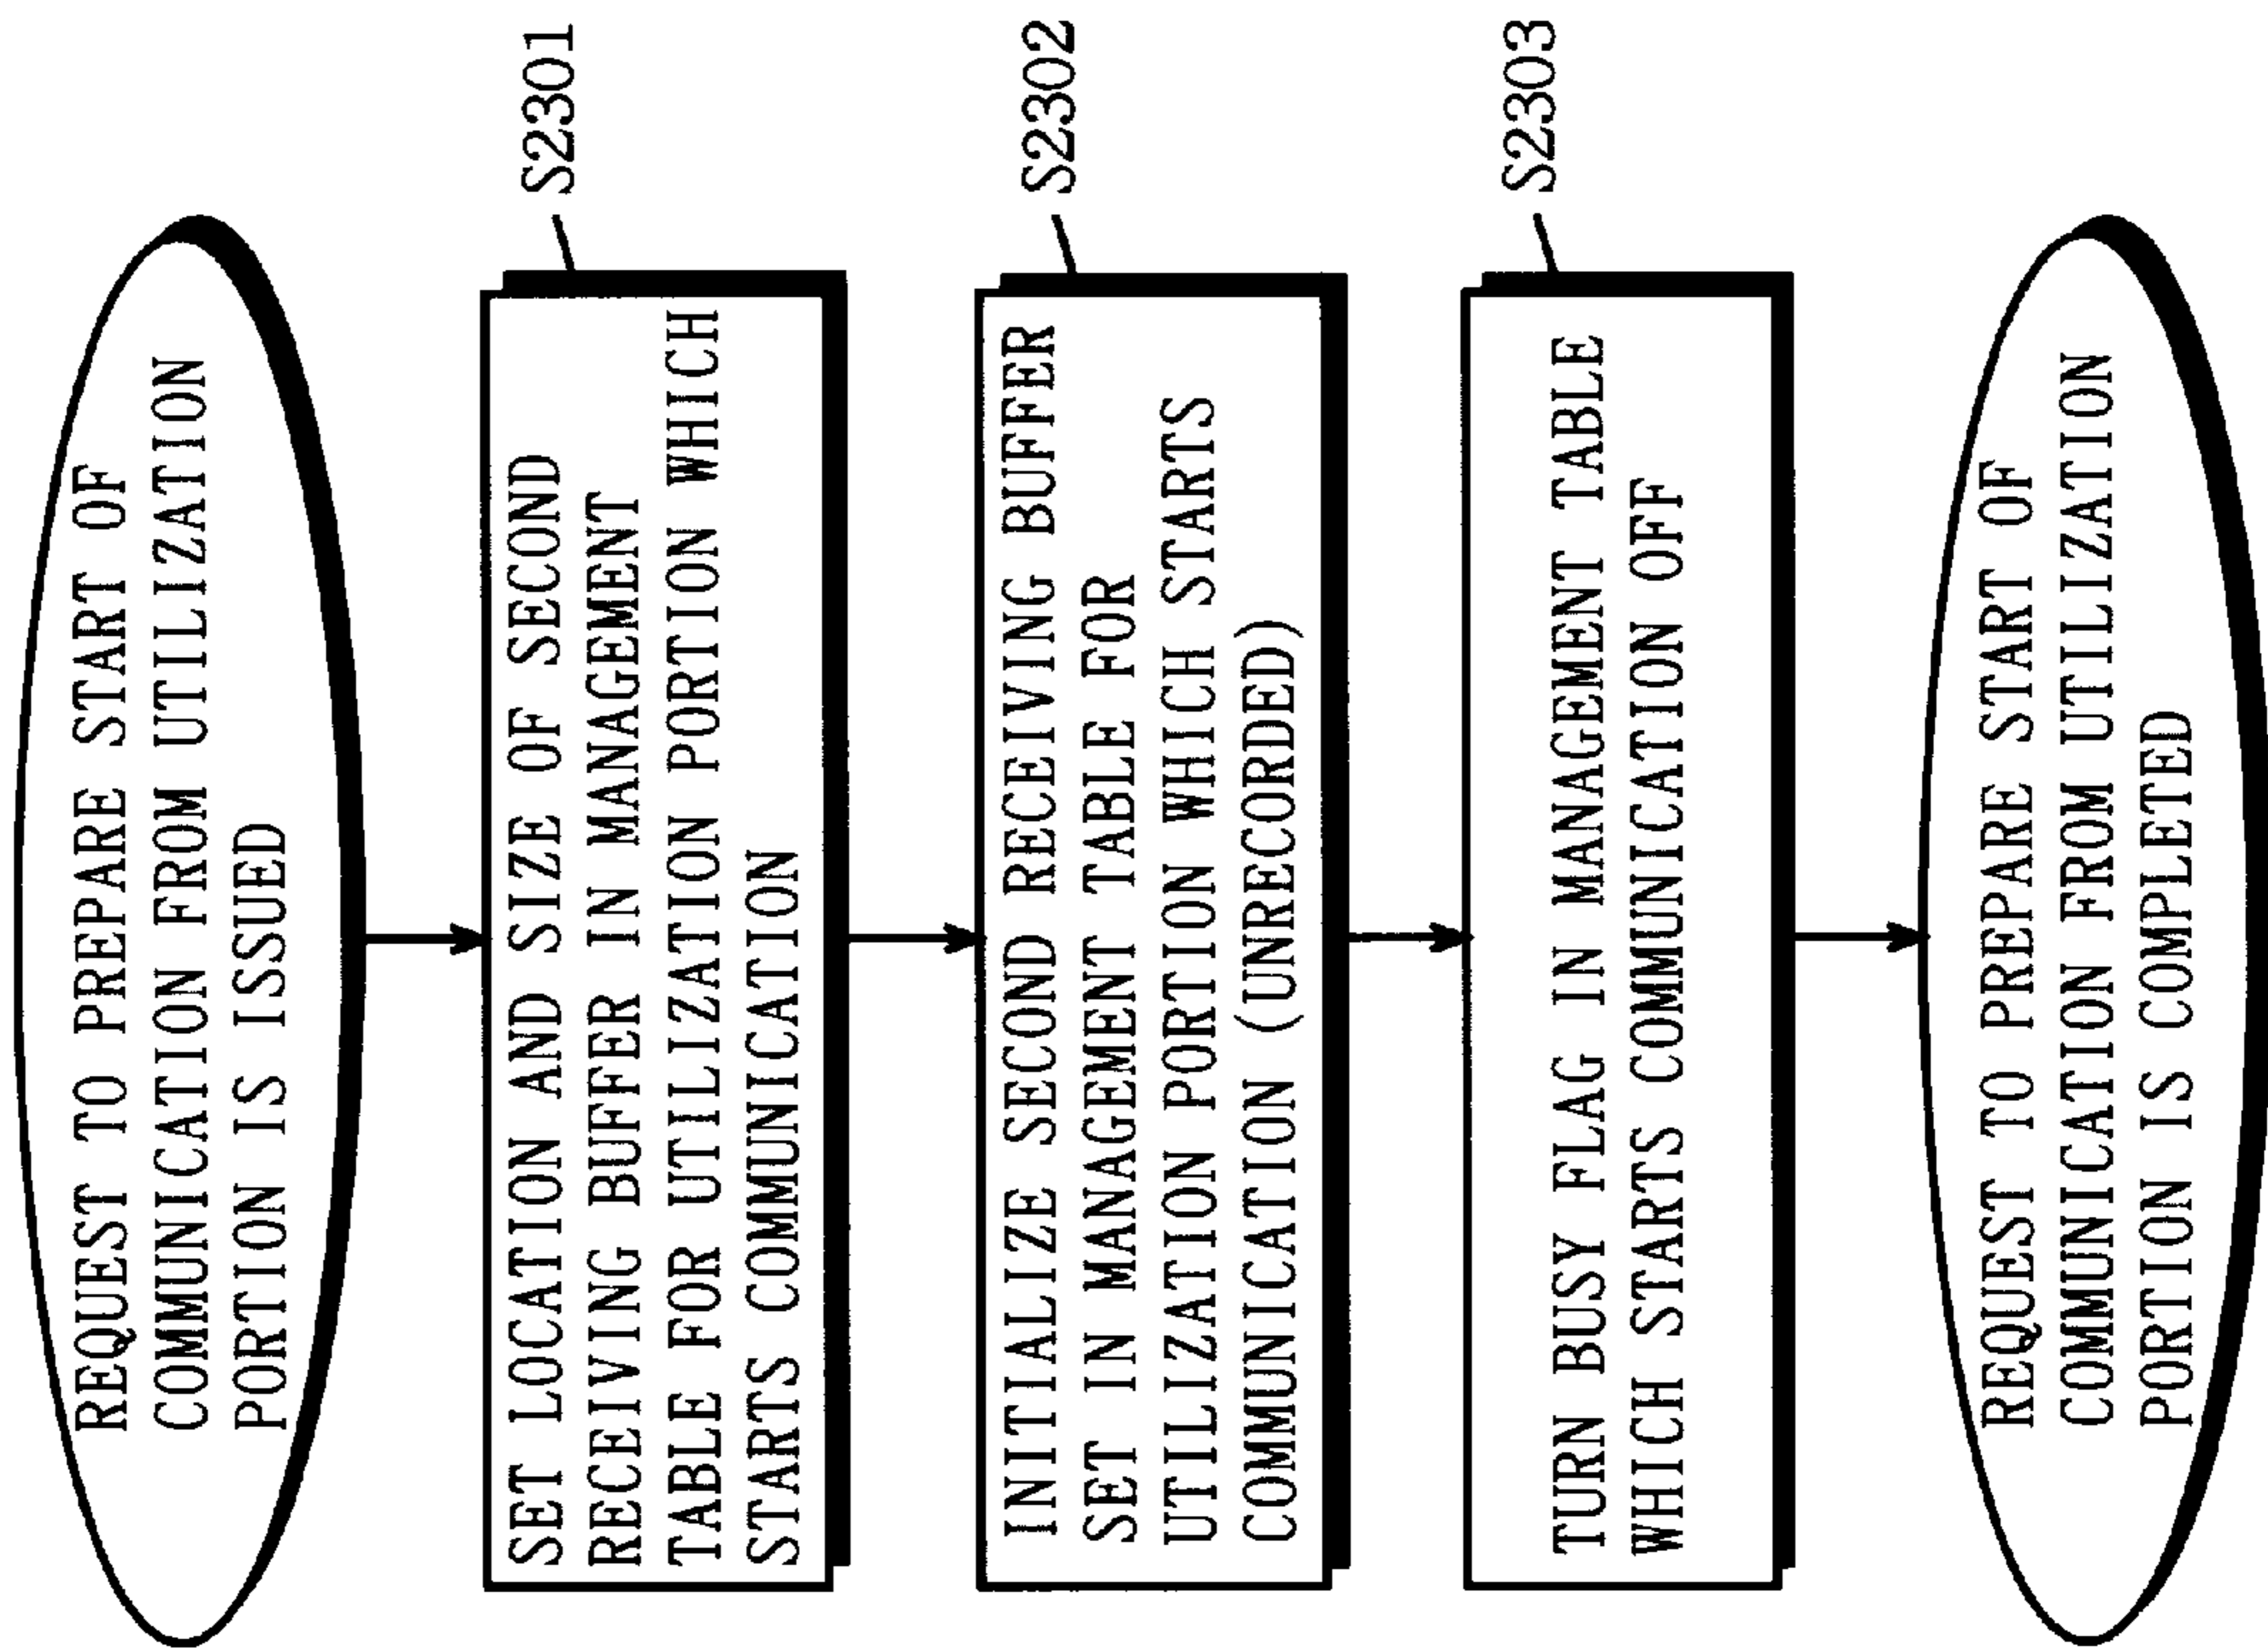 REQUEST TO PREPARE START OF
COMMUNICATION FROM UTILIZATION
PORTION IS ISSUED
S2301
SET LOCATION AND SIZE OF SECOND
RECEIVING BUFFER IN MANAGEMENT
TABLE FOR UTILIZATION PORTION WHICH
STARTS COMMUNICATION
S2302
INITIALIZE SECOND RECEIVING BUFFER
SET IN MANAGEMENT TABLE FOR
UTILIZATION PORTION WHICH STARTS
COMMUNICATION (UNRECORDED)
S2303
TURN BUSY FLAG IN MANAGEMENT TABLE
WHICH STARTS COMMUNICATION OFF
REQUEST TO PREPARE START OF
COMMUNICATION FROM UTILIZATION
PORTION IS COMPLETED